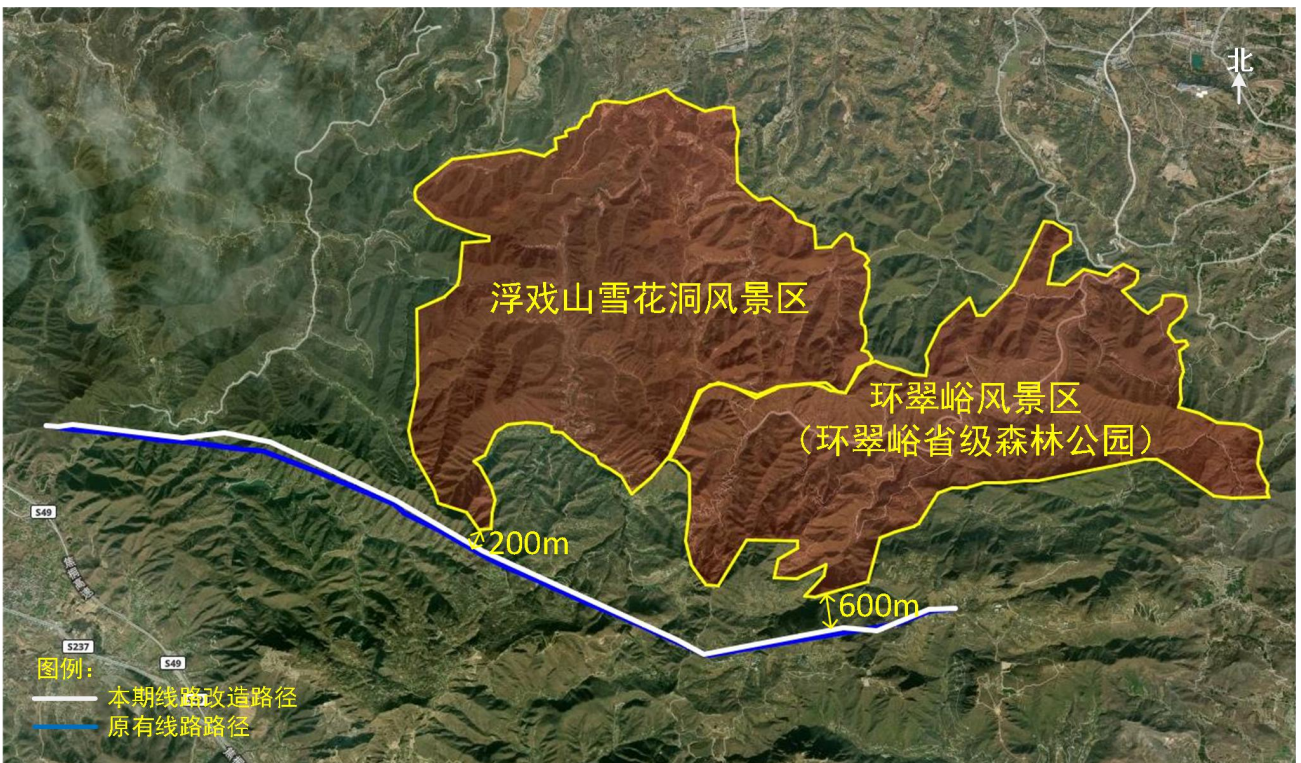 北
浮戏山雪花洞风景区
环翠峪风景区
（环翠峪省级森林公园）
S49
200m
600m
S237
S49
图例：
本期线路改造路径
原有线路路径